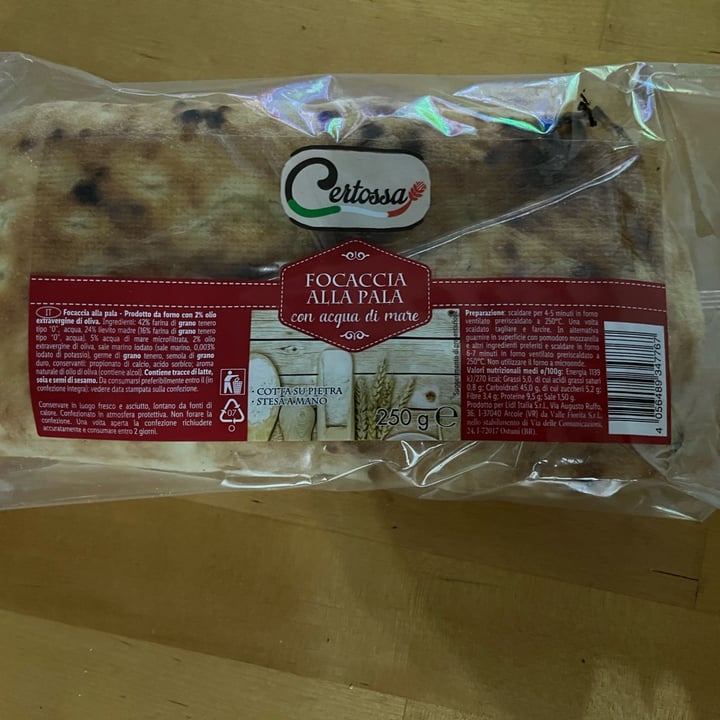 Certossa
FOCACCIA
ALLA PALA
con acqua di mare
IT Focaccia alla pala - Prodotto da forno con 2% olio
extravergine di oliva. Ingredienti: 42% farina di grano tenero
tipo "0", acqua, 24% lievito madre (16% farina di grano tenero
tipo "0", acqua), 5% acqua di mare microfiltrata, 2% olio
extravergine di oliva, sale marino iodato (sale marino, 0,003%
iodato di potassio), germe di grano tenero, semola di grano
duro, conservanti: propionato di calcio, acido sorbico; aroma
naturale di olio di oliva (contiene alcol). Contiene tracce di latte,
soia e semi di sesamo. Da consumarsi preferibilmente entro il (in
confezione integra): vedere data stampata sulla confezione.
Conservare in luogo fresco e asciutto, lontano da fonti di
calore. Confezionato in atmosfera protettiva. Non forare la
confezione. Una volta aperta la confezione richiudere
accuratamente e consumare entro 2 giorni.
07
· COTTA SU PIETRA
· STESA A MANO
250 g e
Preparazione: scaldare per 4-5 minuti in forno
ventilato preriscaldato a 250°C. Una volta
scaldato tagliare e farcire. In alternativa
guarnire in superficie con pomodoro mozzarella
e altri ingredienti preferiti e scaldare in forno
6-7 minuti in forno ventilato preriscaldato a
250°C. Non utilizzare il forno a microonde.
Valori nutrizionali medi ø/100g: Energia 1139
kJ/270 kcal; Grassi 5,0, di cui acidi grassi saturi
0,8 g; Carboidrati 45,0 g, di cui zuccheri 5,2 g;
Fibre 3,4 g; Proteine 9,5 g; Sale 1,50 g.
Prodotto per Lidl Italia S.r.l., Via Augusto Ruffo,
36, I-37040 Arcole (VR) da Valle Fiorita S.r.l.
nello stabilimento di Via delle Comunicazioni,
24, I-72017 Ostuni (BR).
4 056489 347767